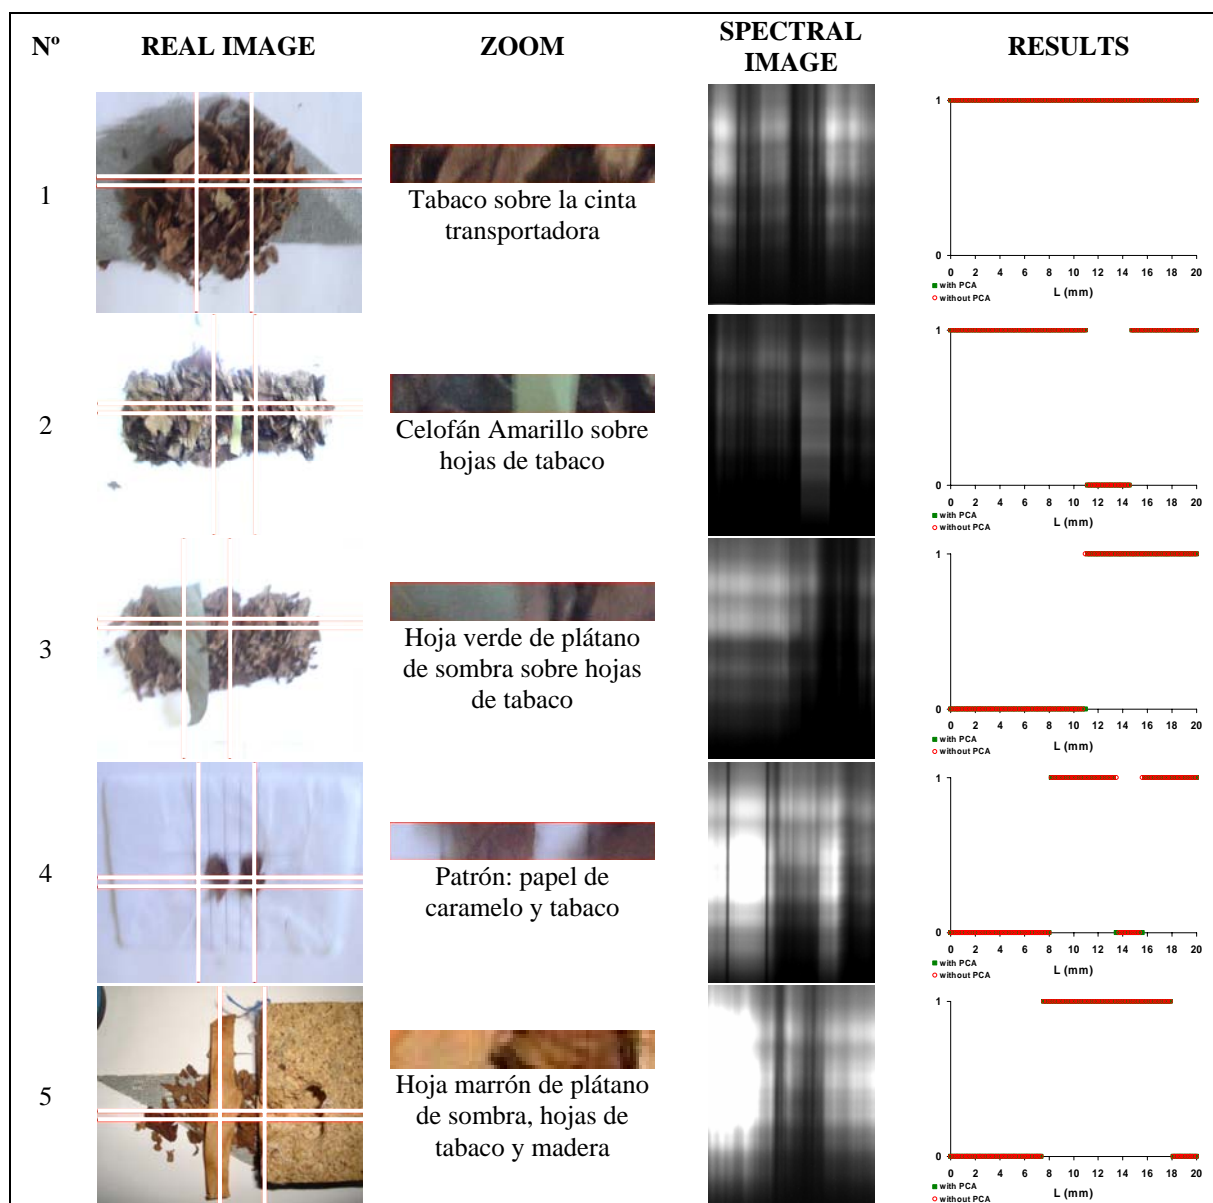 Nº REAL IMAGE ZOOM SPECTRAL IMAGE RESULTS
1
Tabaco sobre la cinta
transportadora
1
0
0 2 4 6 8 10 12 14 16 18 20
with PCA
without PCA
L (mm)
2
Celofán Amarillo sobre
hojas de tabaco
1
0
0 2 4 6 8 10 12 14 16 18 20
with PCA
without PCA
L (mm)
3
Hoja verde de plátano
de sombra sobre hojas
de tabaco
1
0
0 2 4 6 8 10 12 14 16 18 20
with PCA
without PCA
L (mm)
4
Patrón: papel de
caramelo y tabaco
1
0
0 2 4 6 8 10 12 14 16 18 20
with PCA
without PCA
L (mm)
5
Hoja marrón de plátano
de sombra, hojas de
tabaco y madera
1
0
0 2 4 6 8 10 12 14 16 18 20
with PCA
without PCA
L (mm)